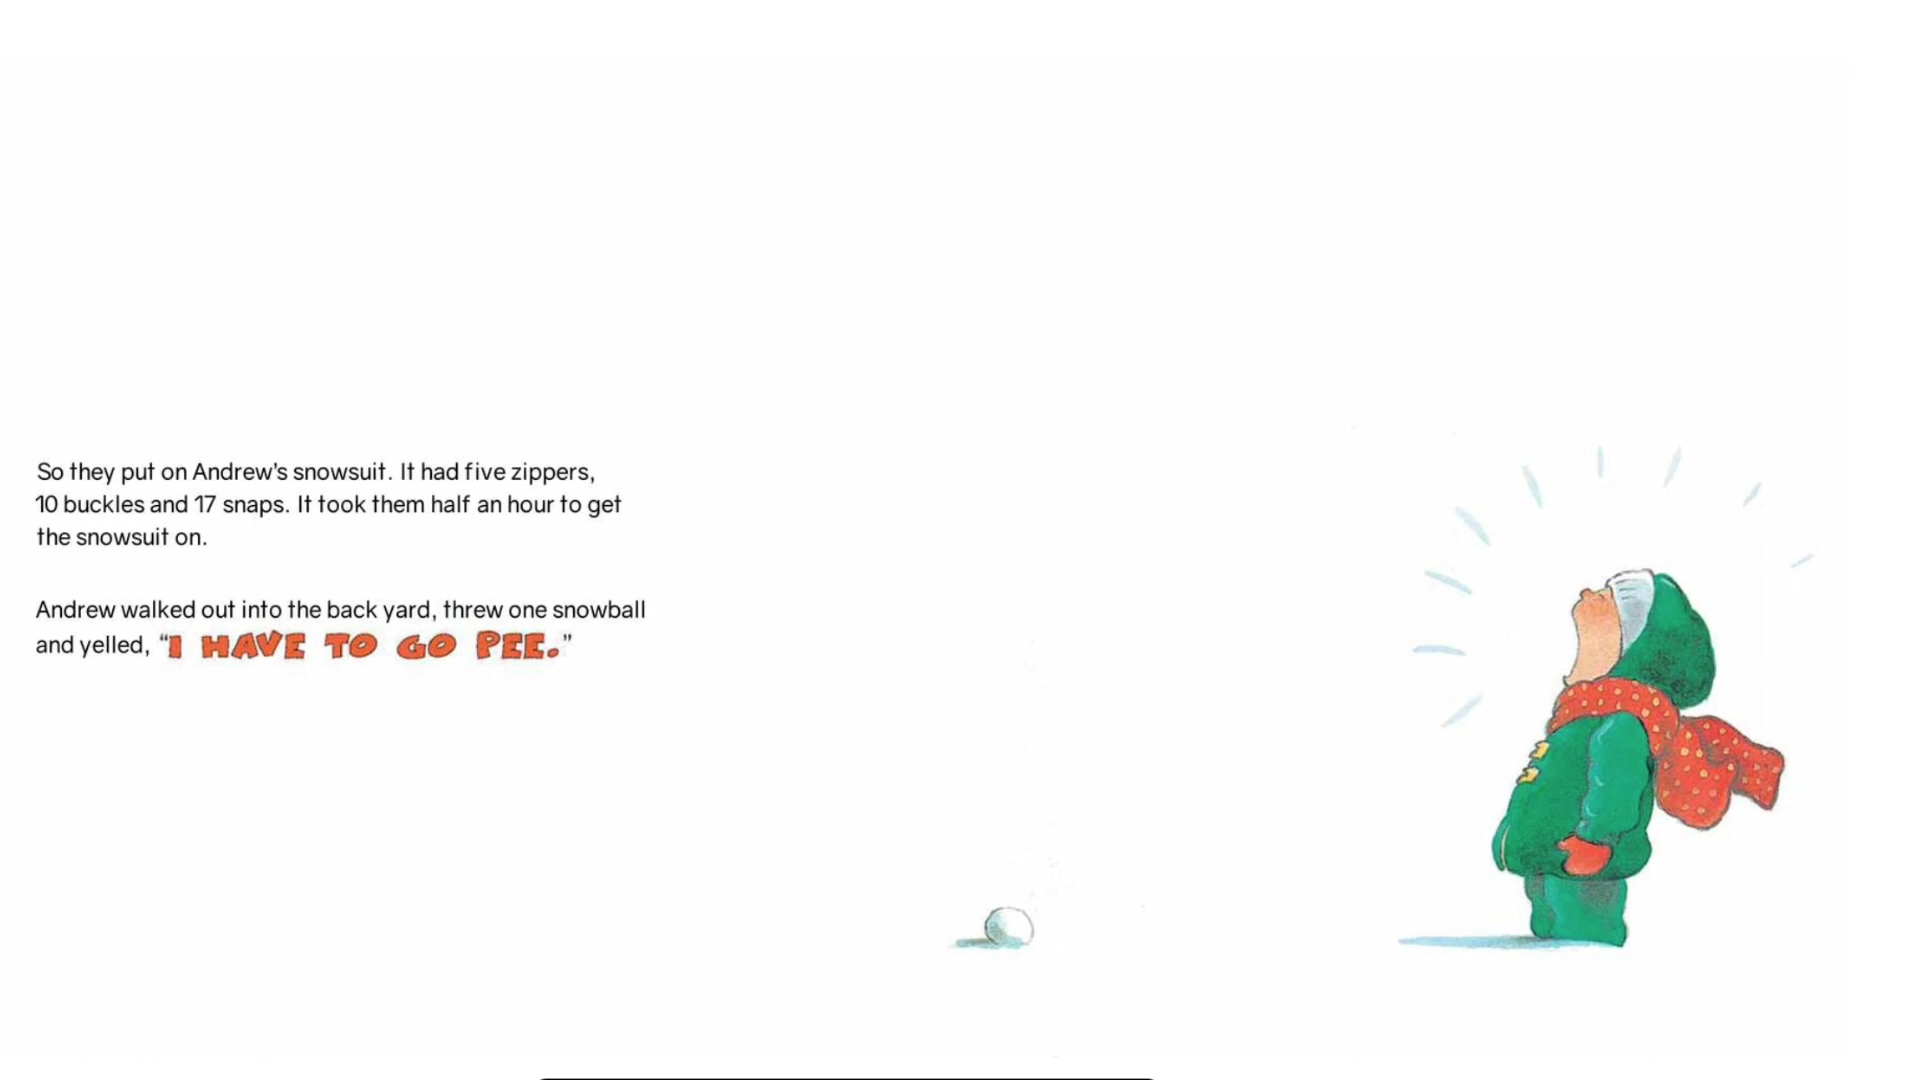 So they put on Andrew’s snowsuit. It had five zippers,
10 buckles and 17 snaps. It took them half an hour to get
the snowsuit on.
Andrew walked out into the back yard, threw one snowball
and yelled, “I HAVE TO GO PEE.”